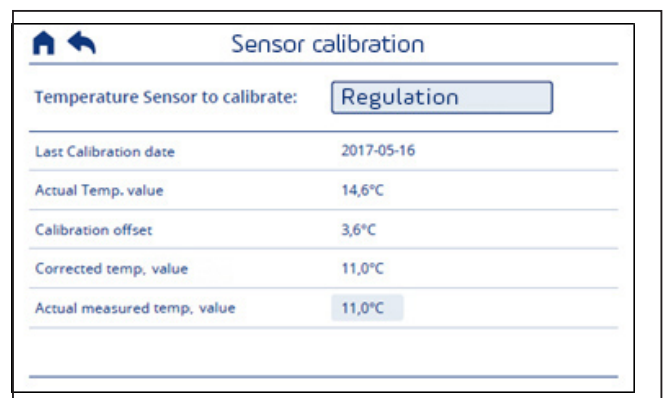 Sensor calibration
Temperature Sensor to calibrate: Regulation
Last Calibration date 2017-05-16
Actual Temp. value 14,6°C
Calibration offset 3,6°C
Corrected temp, value 11,0°C
Actual measured temp, value 11,0°C